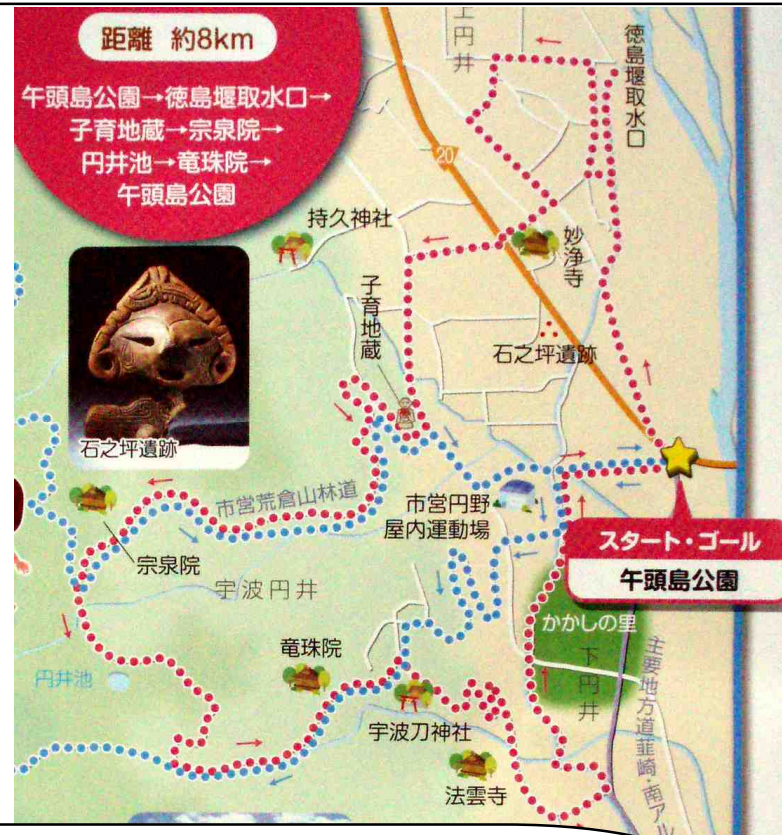 距離 約8km
午頭島公園→徳島堰取水口→
子育地蔵→宗泉院→
円井池→竜珠院→
午頭島公園
上円井
徳島堰取水口
20
持久神社
妙浄寺
子育地蔵
石之坪遺跡
石之坪遺跡
市営荒倉山林道
市営円野
屋内運動場
スタート・ゴール
午頭島公園
宗泉院
宇波円井
かかしの里
下円井
竜珠院
円井池
宇波刀神社
法雲寺
主要地方道韮崎・南アル